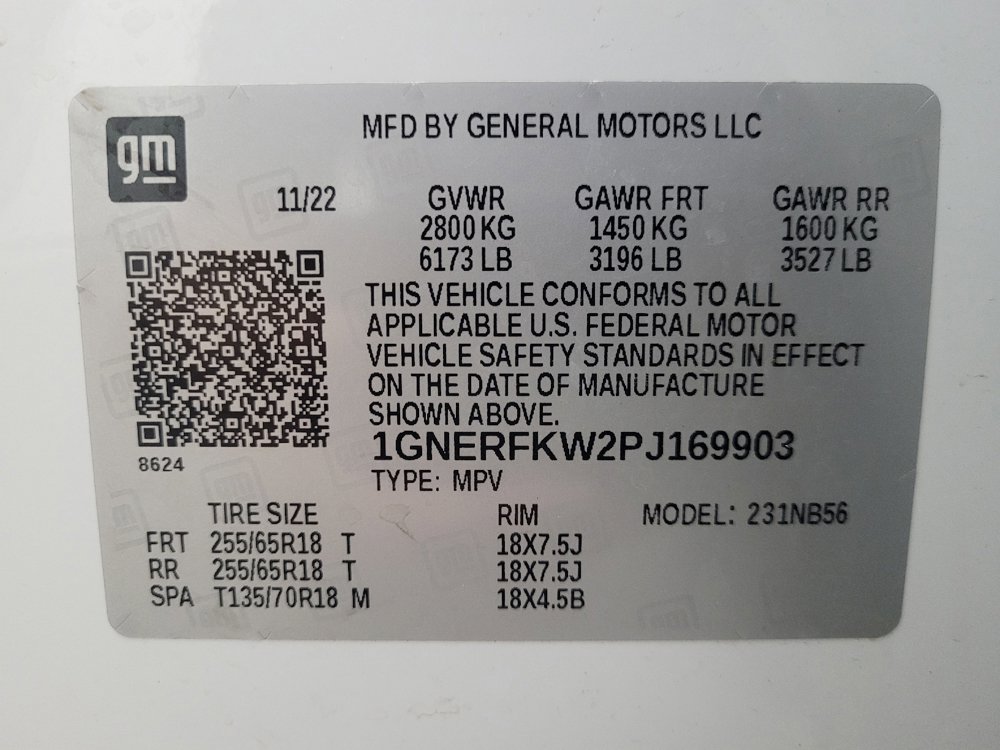 gm
MFD BY GENERAL MOTORS LLC
11/22 GVWR GAWR FRT GAWR RR
2800 KG 1450 KG 1600 KG
6173 LB 3196 LB 3527 LB
THIS VEHICLE CONFORMS TO ALL
APPLICABLE U.S. FEDERAL MOTOR
VEHICLE SAFETY STANDARDS IN EFFECT
ON THE DATE OF MANUFACTURE
SHOWN ABOVE.
1GNERFKW2PJ169903
8624
TYPE: MPV
TIRE SIZE RIM MODEL: 231NB56
FRT 255/65R18 T 18X7.5J
RR 255/65R18 T 18X7.5J
SPA T135/70R18 M 18X4.5B